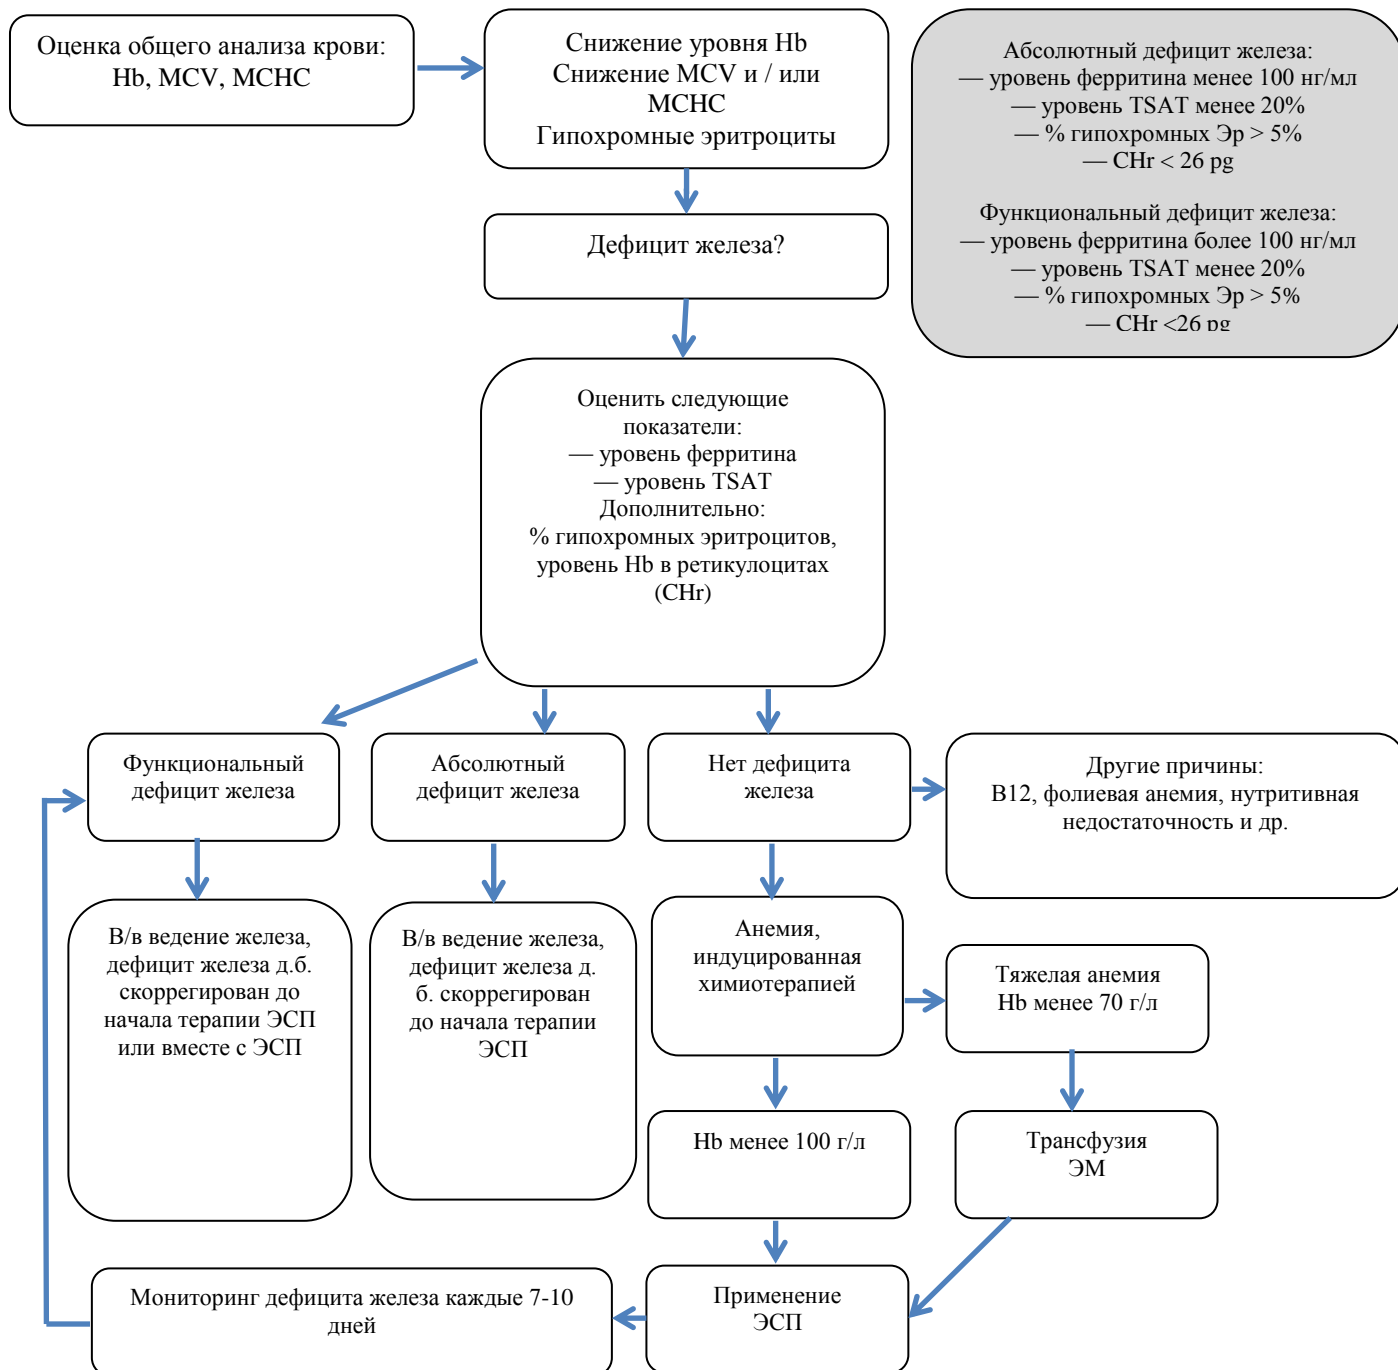 Оценка общего анализа крови:
Hb, MCV, MCHC
Снижение уровня Hb
Снижение MCV и / или
MCHC
Гипохромные эритроциты
Абсолютный дефицит железа:
— уровень ферритина менее 100 нг/мл
— уровень TSAT менее 20%
— % гипохромных Эр > 5%
— CHr < 26 pg
Функциональный дефицит железа:
— уровень ферритина более 100 нг/мл
— уровень TSAT менее 20%
— % гипохромных Эр > 5%
— CHr <26 pg
Дефицит железа?
Оценить следующие
показатели:
— уровень ферритина
— уровень TSAT
Дополнительно:
% гипохромных эритроцитов,
уровень Hb в ретикулоцитах
(CHr)
Функциональный
дефицит железа
Абсолютный
дефицит железа
Нет дефицита
железа
Другие причины:
В12, фолиевая анемия, нутритивная
недостаточность и др.
В/в ведение железа,
дефицит железа д.б.
скоррегирован до
начала терапии ЭСП
или вместе с ЭСП
В/в ведение железа,
дефицит железа д.
б. скоррегирован
до начала терапии
ЭСП
Анемия,
индуцированная
химиотерапией
Тяжелая анемия
Hb менее 70 г/л
Hb менее 100 г/л
Трансфузия
ЭМ
Мониторинг дефицита железа каждые 7-10
дней
Применение
ЭСП